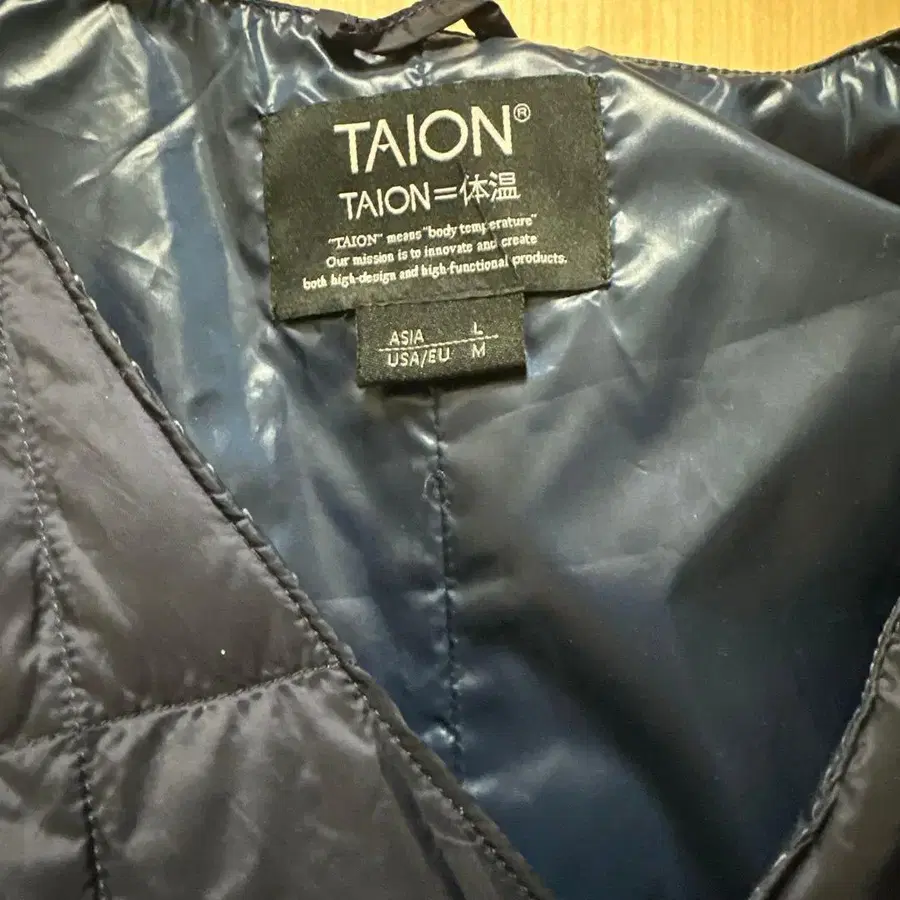 TAION®
TAION=体温
"TAION" means "body temperature"
Our mission is to innovate and create
both high-design and high-functional products.
ASIA L
USA/EU M